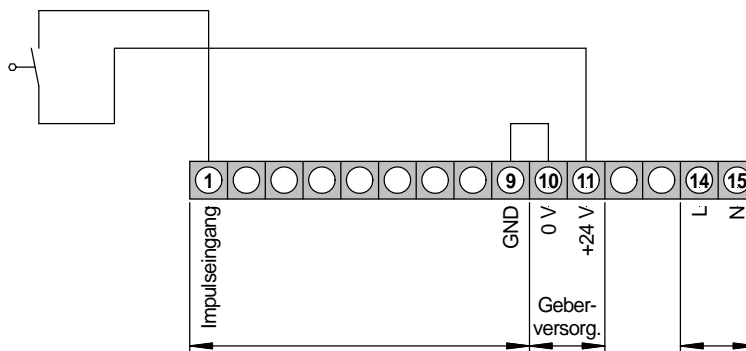 1 9 10 11 14 15
Impulseingang
GND
0 V
+24 V
L
N
Geber-
versorg.